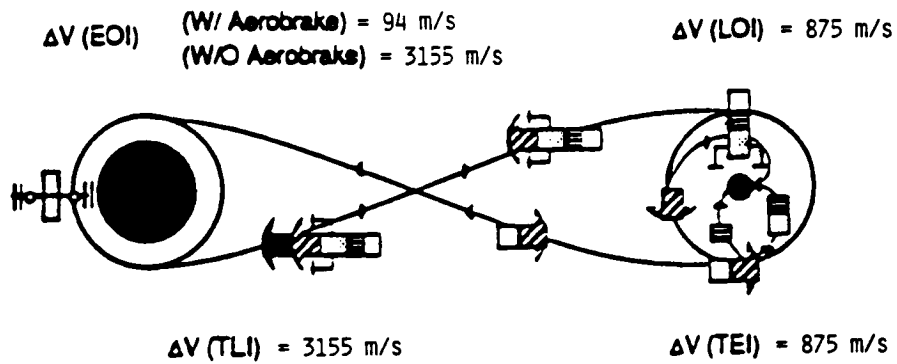 ΔV (EOI) (W/ Aerobrake) = 94 m/s
(W/O Aerobrake) = 3155 m/s
ΔV (LOI) = 875 m/s
ΔV (TLI) = 3155 m/s
ΔV (TEI) = 875 m/s